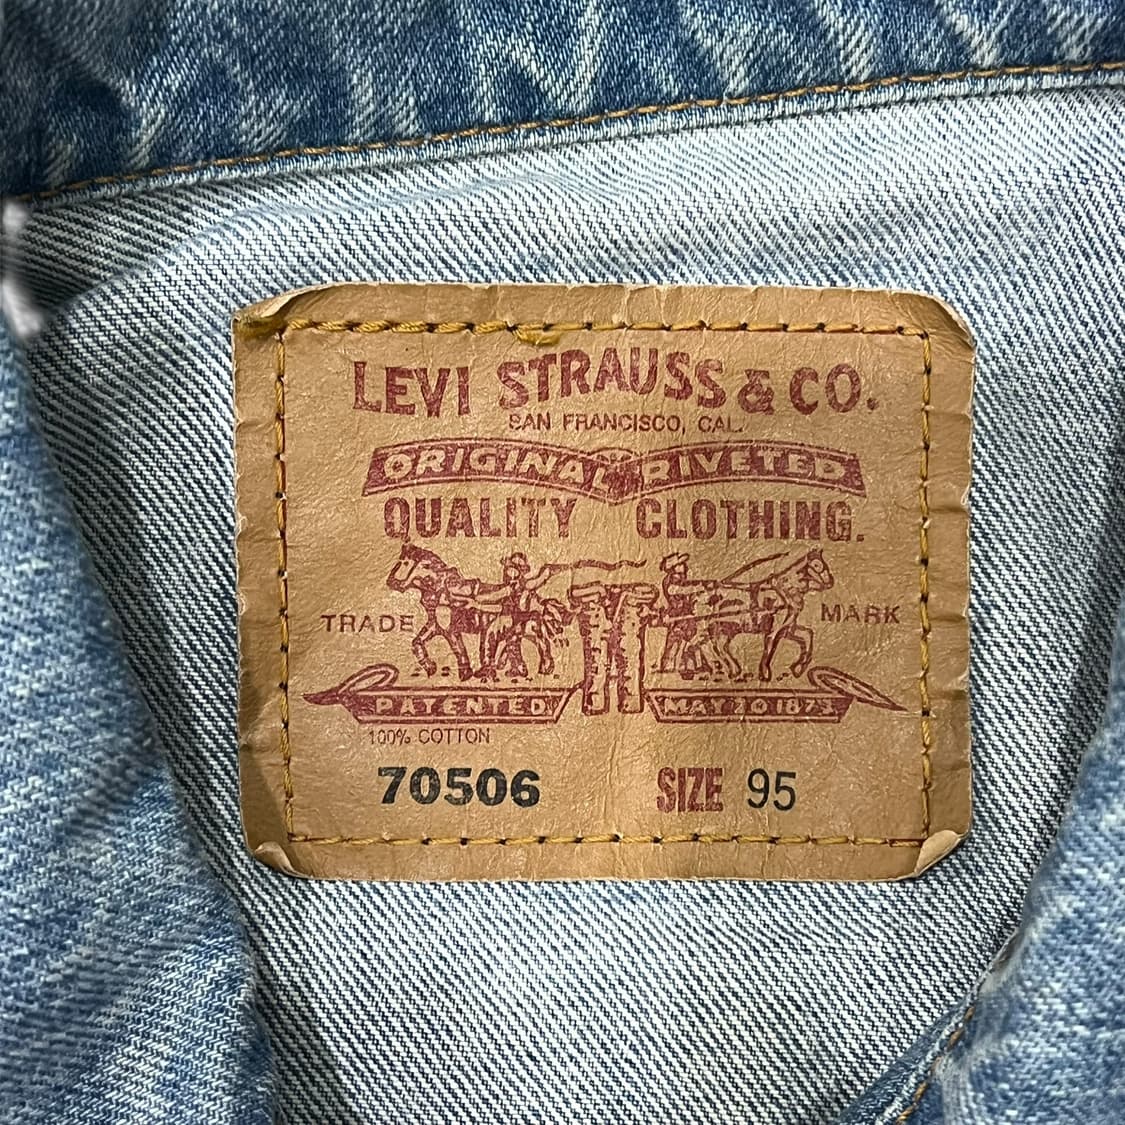 LEVI STRAUSS & CO.
SAN FRANCISCO, CAL.
ORIGINAL RIVETED
QUALITY CLOTHING.
TRADE MARK
PATENTED MAY 20 1873
100% COTTON
70506 SIZE 95